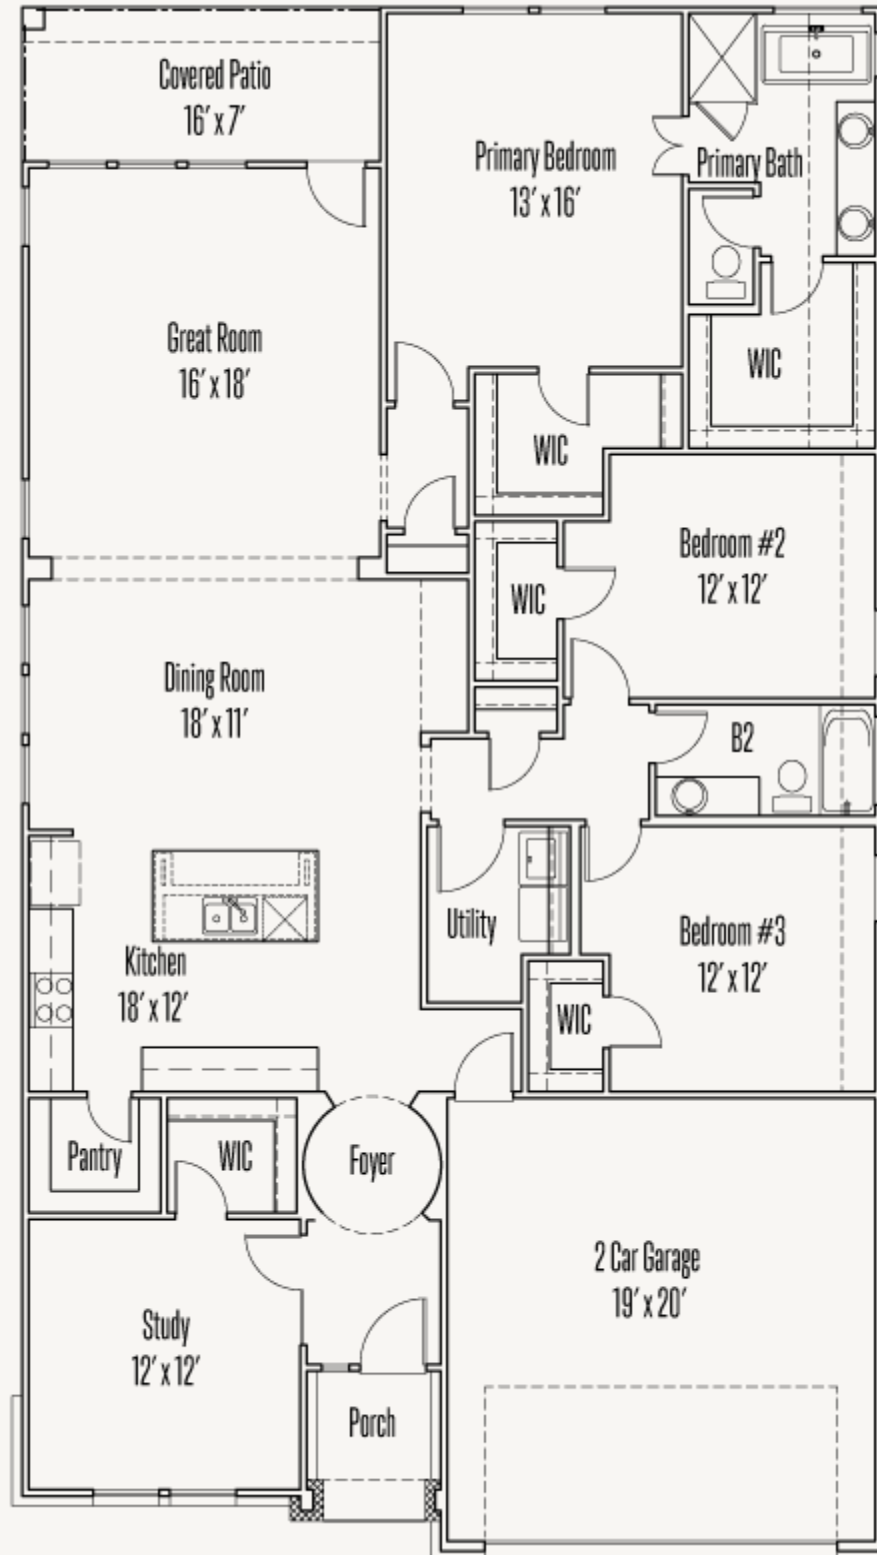 Covered Patio
16′ x 7′
Primary Bedroom
13′ x 16′
Primary Bath
Great Room
16′ x 18′
WIC
WIC
Bedroom #2
12′ x 12′
WIC
Dining Room
18′ x 11′
B2
Utility
Bedroom #3
12′ x 12′
Kitchen
18′ x 12′
WIC
Pantry
WIC
Foyer
2 Car Garage
19′ x 20′
Study
12′ x 12′
Porch